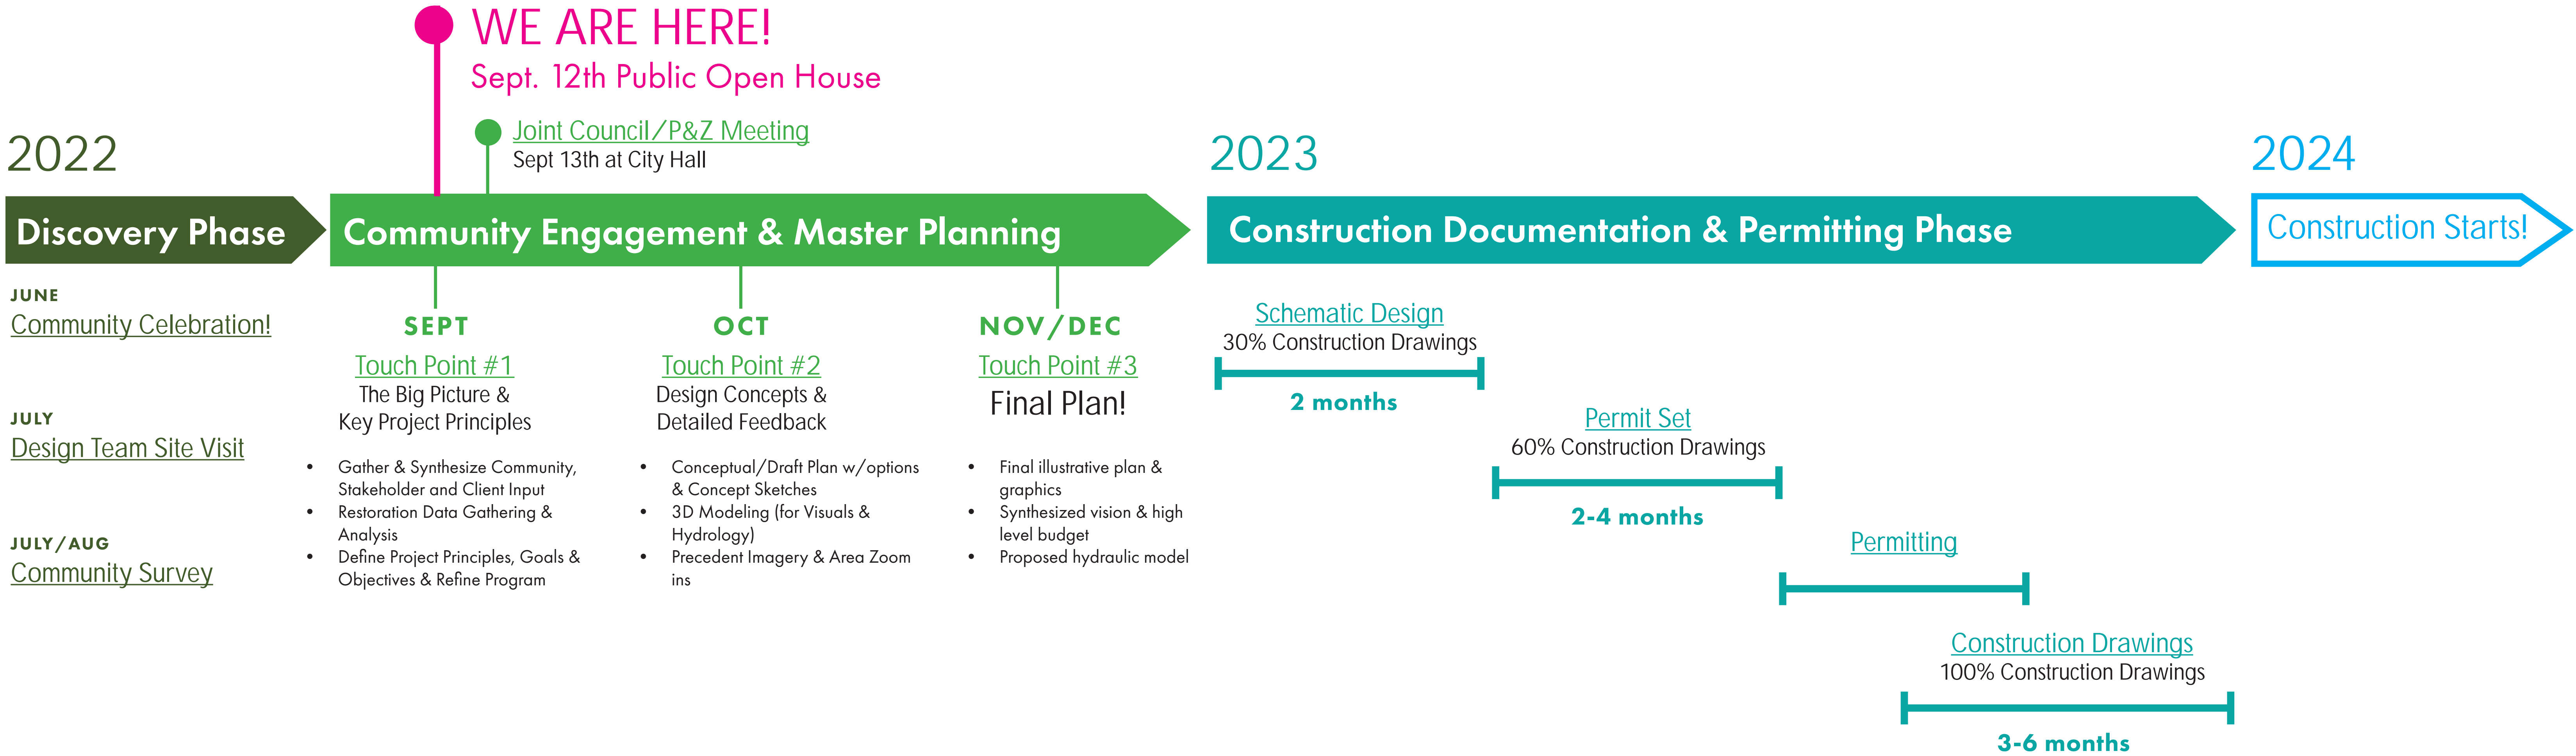 WE ARE HERE!
Sept. 12th Public Open House
Joint Council/P&Z Meeting
Sept 13th at City Hall
2022
Discovery Phase
JUNE
Community Celebration!
JULY
Design Team Site Visit
JULY/AUG
Community Survey
Community Engagement & Master Planning
SEPT
Touch Point #1
The Big Picture &
Key Project Principles
• Gather & Synthesize Community,
Stakeholder and Client Input
• Restoration Data Gathering &
Analysis
• Define Project Principles, Goals &
Objectives & Refine Program
OCT
Touch Point #2
Design Concepts &
Detailed Feedback
• Conceptual/Draft Plan w/options
& Concept Sketches
• 3D Modeling (for Visuals &
Hydrology)
• Precedent Imagery & Area Zoom
ins
NOV/DEC
Touch Point #3
Final Plan!
• Final illustrative plan &
graphics
• Synthesized vision & high
level budget
• Proposed hydraulic model
2023
Construction Documentation & Permitting Phase
Schematic Design
30% Construction Drawings
2 months
Permit Set
60% Construction Drawings
2-4 months
Permitting
Construction Drawings
100% Construction Drawings
3-6 months
2024
Construction Starts!